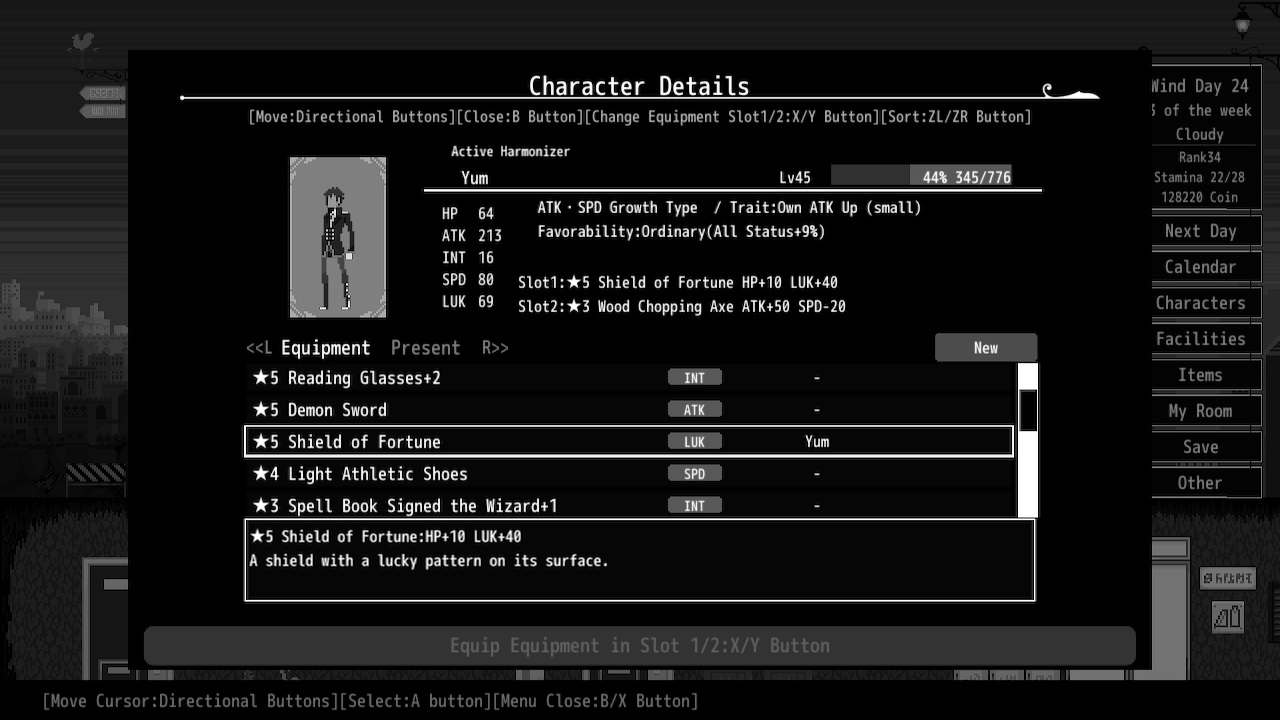 Character Details
[Move:Directional Buttons][Close:B Button][Change Equipment Slot1/2:X/Y Button][Sort:ZL/ZR Button]
Active Harmonizer
Yum Lv45 44% 345/776
HP 64
ATK 213
INT 16
SPD 80
LUK 69
ATK・SPD Growth Type / Trait:Own ATK Up (small)
Favorability:Ordinary(All Status+9%)
Slot1:★5 Shield of Fortune HP+10 LUK+40
Slot2:★3 Wood Chopping Axe ATK+50 SPD-20
<<L Equipment Present R>> New
★5 Reading Glasses+2 INT -
★5 Demon Sword ATK -
★5 Shield of Fortune LUK Yum
★4 Light Athletic Shoes SPD -
★3 Spell Book Signed the Wizard+1 INT -
★5 Shield of Fortune:HP+10 LUK+40
A shield with a lucky pattern on its surface.
Equip Equipment in Slot 1/2:X/Y Button
Wind Day 24
3 of the week
Cloudy
Rank34
Stamina 22/28
128220 Coin
Next Day
Calendar
Characters
Facilities
Items
My Room
Save
Other
[Move Cursor:Directional Buttons][Select:A button][Menu Close:B/X Button]